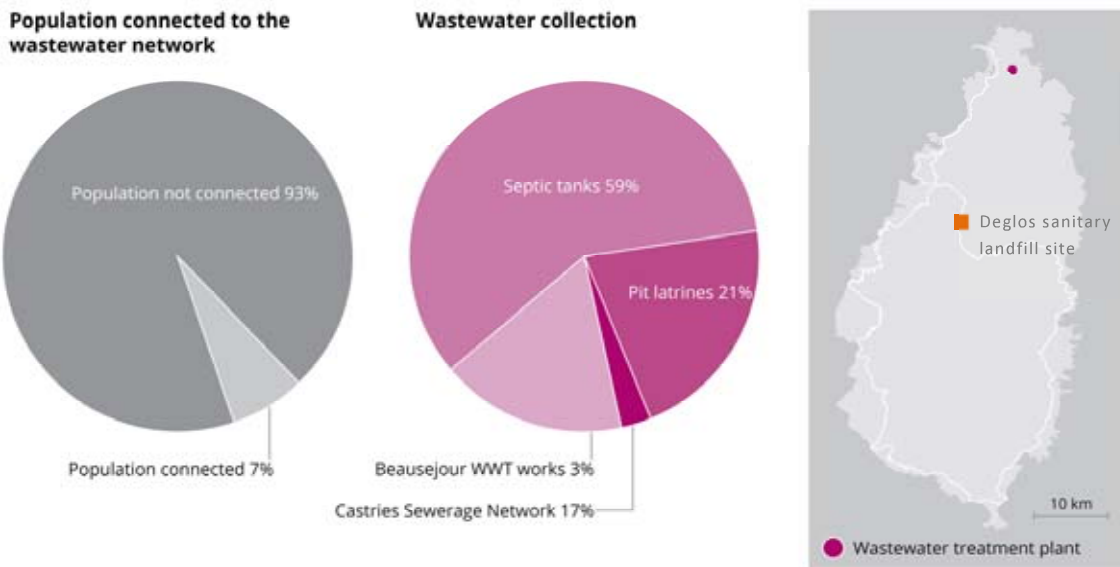 Population connected to the
wastewater network
Population not connected 93%
Population connected 7%
Wastewater collection
Septic tanks 59%
Pit latrines 21%
Beausejour WWT works 3%
Castries Sewerage Network 17%
Deglos sanitary
landfill site
10 km
Wastewater treatment plant